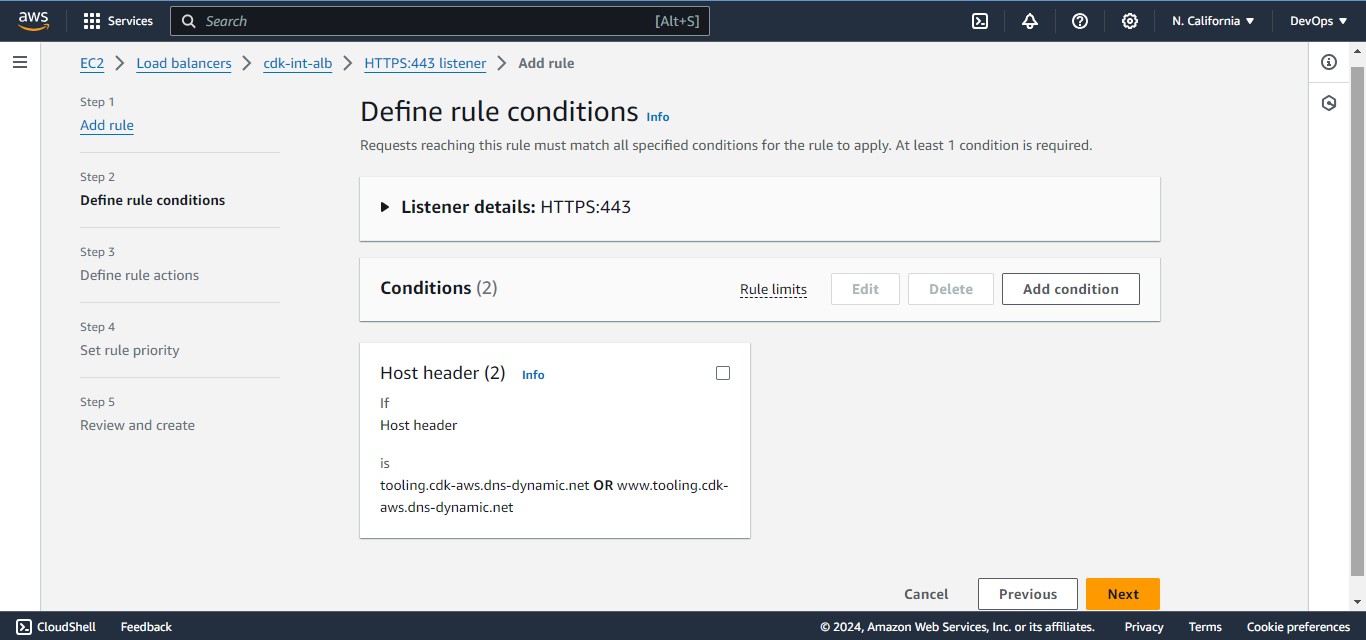 aws
Services
Search
[Alt+S]
N. California
DevOps
EC2
Load balancers
cdk-int-alb
HTTPS:443 listener
Add rule
Step 1
Add rule
Step 2
Define rule conditions
Step 3
Define rule actions
Step 4
Set rule priority
Step 5
Review and create
Define rule conditions Info
Requests reaching this rule must match all specified conditions for the rule to apply. At least 1 condition is required.
Listener details: HTTPS:443
Conditions (2)
Rule limits
Edit
Delete
Add condition
Host header (2) Info
If
Host header
is
tooling.cdk-aws.dns-dynamic.net OR www.tooling.cdk-
aws.dns-dynamic.net
Cancel
Previous
Next
CloudShell
Feedback
© 2024, Amazon Web Services, Inc. or its affiliates.
Privacy
Terms
Cookie preferences